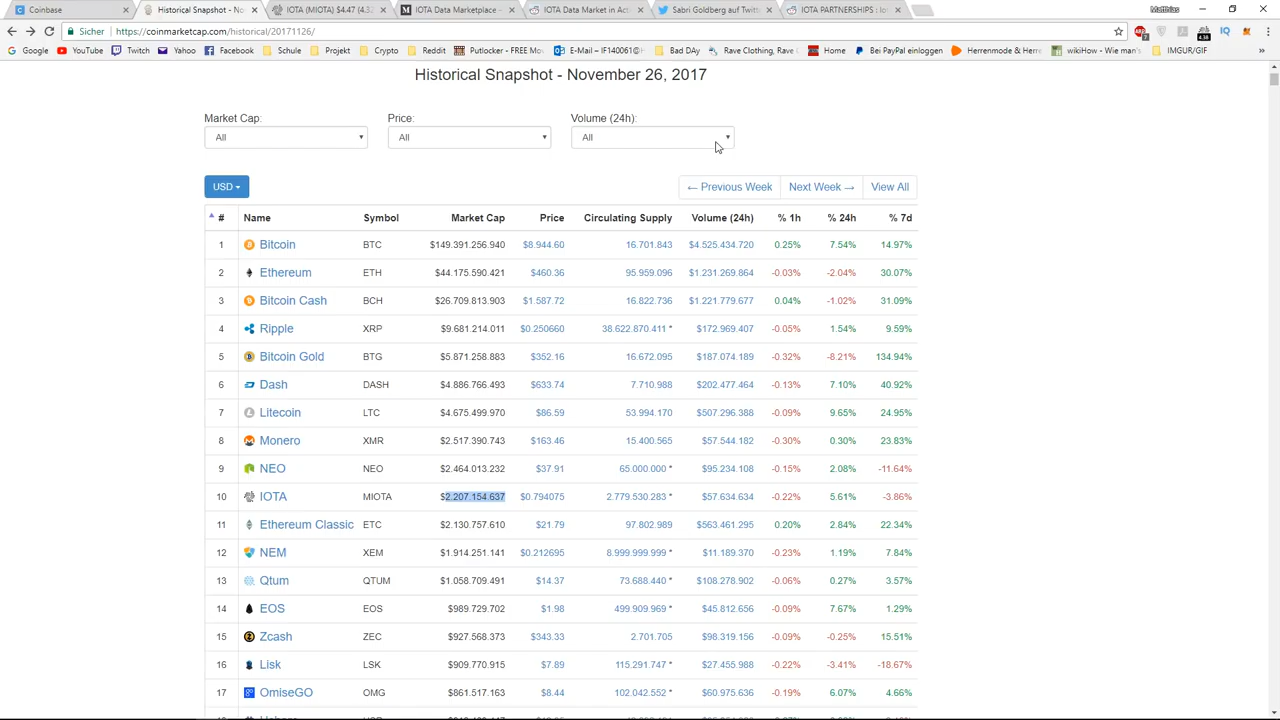 Coinbase
Historical Snapshot - No
IOTA (MIOTA) $4.47 (4.32
IOTA Data Marketplace –
IOTA Data Market in Act
Sabri Goldberg auf Twitt
IOTA PARTNERSHIPS : Iot
Matthias
Sicher https://coinmarketcap.com/historical/20171126/
Google YouTube Twitch Yahoo Facebook Schule Projekt Crypto Reddit Putlocker - FREE Mov E-Mail – IF140061@H Bad DAy Rave Clothing, Rave C Home Bei PayPal einloggen Herrenmode & Herre wikiHow - Wie man's IMGUR/GIF
Historical Snapshot - November 26, 2017
Market Cap: Price: Volume (24h):
All All All
USD ← Previous Week Next Week → View All
# Name Symbol Market Cap Price Circulating Supply Volume (24h) % 1h % 24h % 7d
1 Bitcoin BTC $149.391.256.940 $8.944.60 16.701.843 $4.525.434.720 0.25% 7.54% 14.97%
2 Ethereum ETH $44.175.590.421 $460.36 95.959.096 $1.231.269.864 -0.03% -2.04% 30.07%
3 Bitcoin Cash BCH $26.709.813.903 $1.587.72 16.822.736 $1.221.779.677 0.04% -1.02% 31.09%
4 Ripple XRP $9.681.214.011 $0.250660 38.622.870.411 * $172.969.407 -0.05% 1.54% 9.59%
5 Bitcoin Gold BTG $5.871.258.883 $352.16 16.672.095 $187.074.189 -0.32% -8.21% 134.94%
6 Dash DASH $4.886.766.493 $633.74 7.710.988 $202.477.464 -0.13% 7.10% 40.92%
7 Litecoin LTC $4.675.499.970 $86.59 53.994.170 $507.296.388 -0.09% 9.65% 24.95%
8 Monero XMR $2.517.390.743 $163.46 15.400.565 $57.544.182 -0.30% 0.30% 23.83%
9 NEO NEO $2.464.013.232 $37.91 65.000.000 * $95.234.108 -0.15% 2.08% -11.64%
10 IOTA MIOTA $2.207.154.637 $0.794075 2.779.530.283 * $57.634.634 -0.22% 5.61% -3.86%
11 Ethereum Classic ETC $2.130.757.610 $21.79 97.802.989 $563.461.295 0.20% 2.84% 22.34%
12 NEM XEM $1.914.251.141 $0.212695 8.999.999.999 * $11.189.370 -0.23% 1.19% 7.84%
13 Qtum QTUM $1.058.709.491 $14.37 73.688.440 * $108.278.902 -0.06% 0.27% 3.57%
14 EOS EOS $989.729.702 $1.98 499.909.969 * $45.812.656 -0.09% 7.67% 1.29%
15 Zcash ZEC $927.568.373 $343.33 2.701.705 $98.319.156 -0.09% -0.25% 15.51%
16 Lisk LSK $909.770.915 $7.89 115.291.747 * $27.455.988 -0.22% -3.41% -18.67%
17 OmiseGO OMG $861.517.163 $8.44 102.042.552 * $60.975.636 -0.19% 6.07% 4.66%